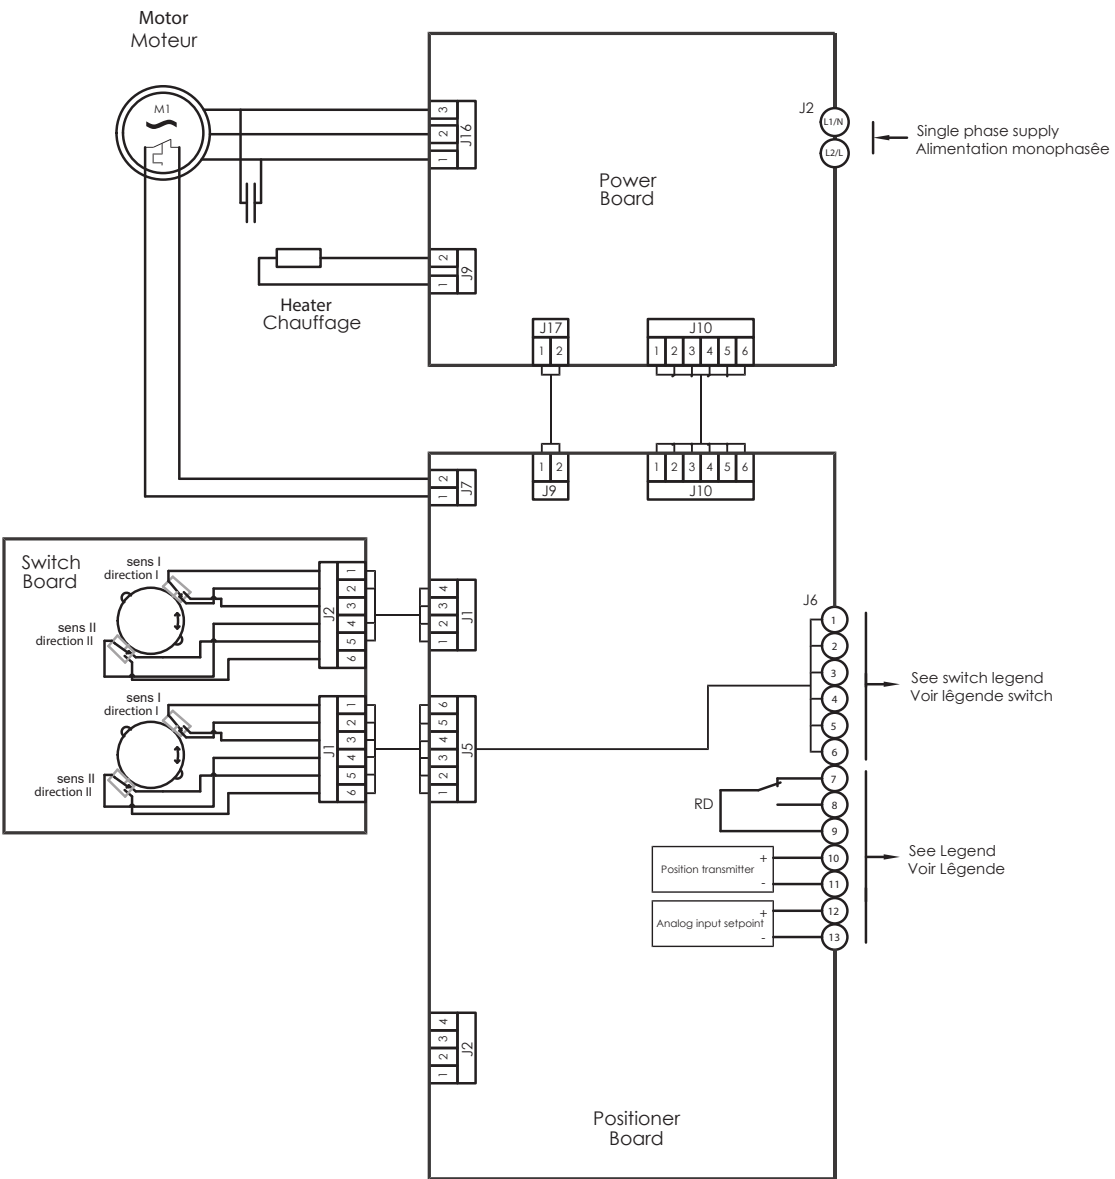 Motor
Moteur
M1
3
2
1
J16
J2
L1/N
L2/L
Single phase supply
Alimentation monophasêe
Power
Board
2
1
J9
Heater
Chauffage
J17
1 2
J10
1 2 3 4 5 6
1 2
J9
1 2 3 4 5 6
J10
2
1
J7
Switch
Board
sens I
direction I
sens II
direction II
J2
1
2
3
4
5
6
4
3
2
1
J1
sens I
direction I
sens II
direction II
J1
1
2
3
4
5
6
6
5
4
3
2
1
J5
J6
1
2
3
4
5
6
7
8
9
10
11
12
13
See switch legend
Voir lêgende switch
RD
See Legend
Voir Lêgende
Position transmitter
+
-
Analog input setpoint
+
-
4
3
2
1
J2
Positioner
Board